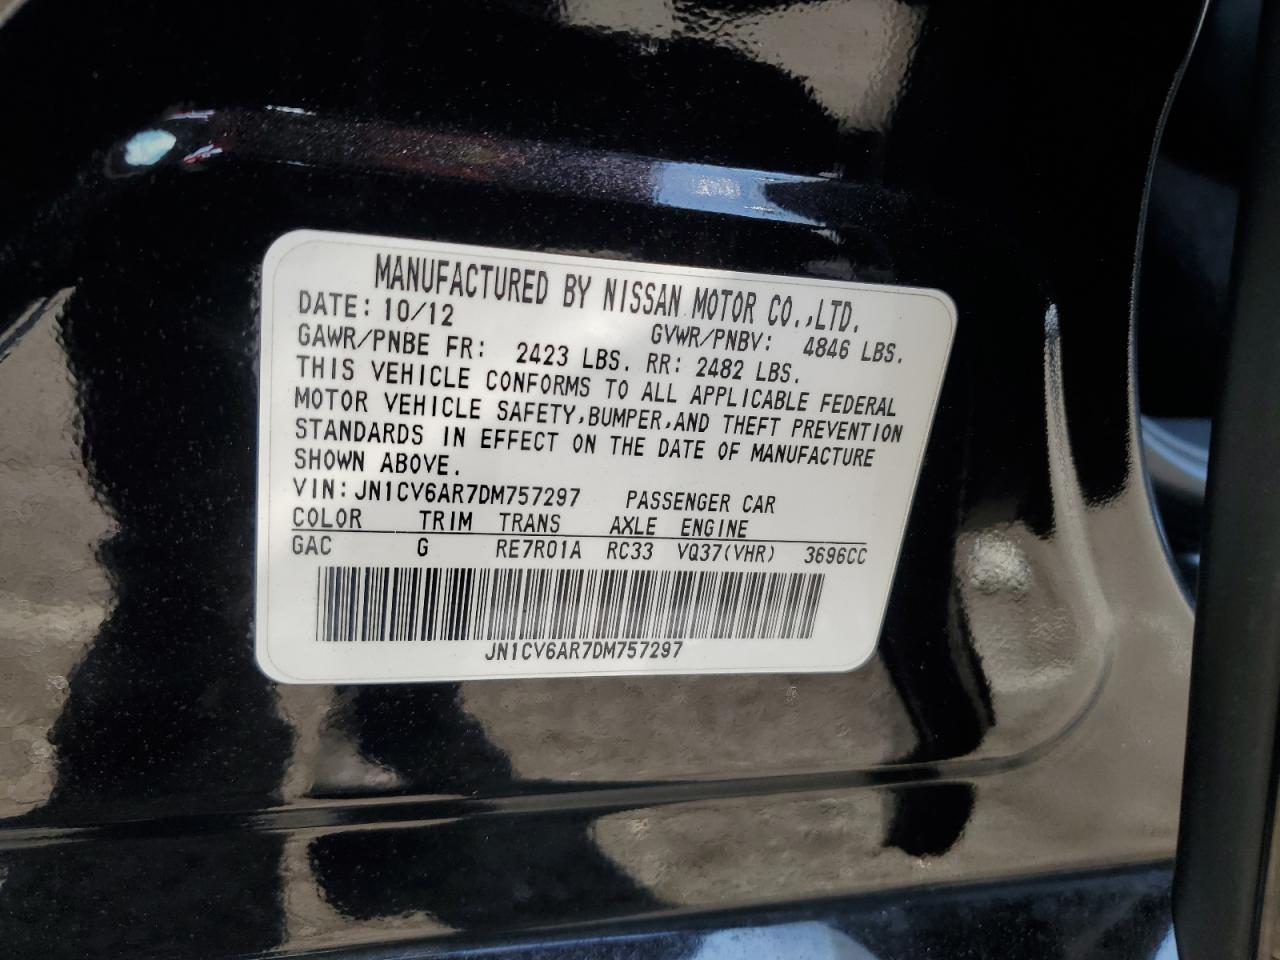 MANUFACTURED BY NISSAN MOTOR CO.,LTD.
DATE: 10/12 GVWR/PNBV: 4846 LBS.
GAWR/PNBE FR: 2423 LBS. RR: 2482 LBS.
THIS VEHICLE CONFORMS TO ALL APPLICABLE FEDERAL
MOTOR VEHICLE SAFETY,BUMPER,AND THEFT PREVENTION
STANDARDS IN EFFECT ON THE DATE OF MANUFACTURE
SHOWN ABOVE.
VIN: JN1CV6AR7DM757297 PASSENGER CAR
COLOR TRIM TRANS AXLE ENGINE
GAC G RE7R01A RC33 VQ37(VHR) 3696CC
JN1CV6AR7DM757297